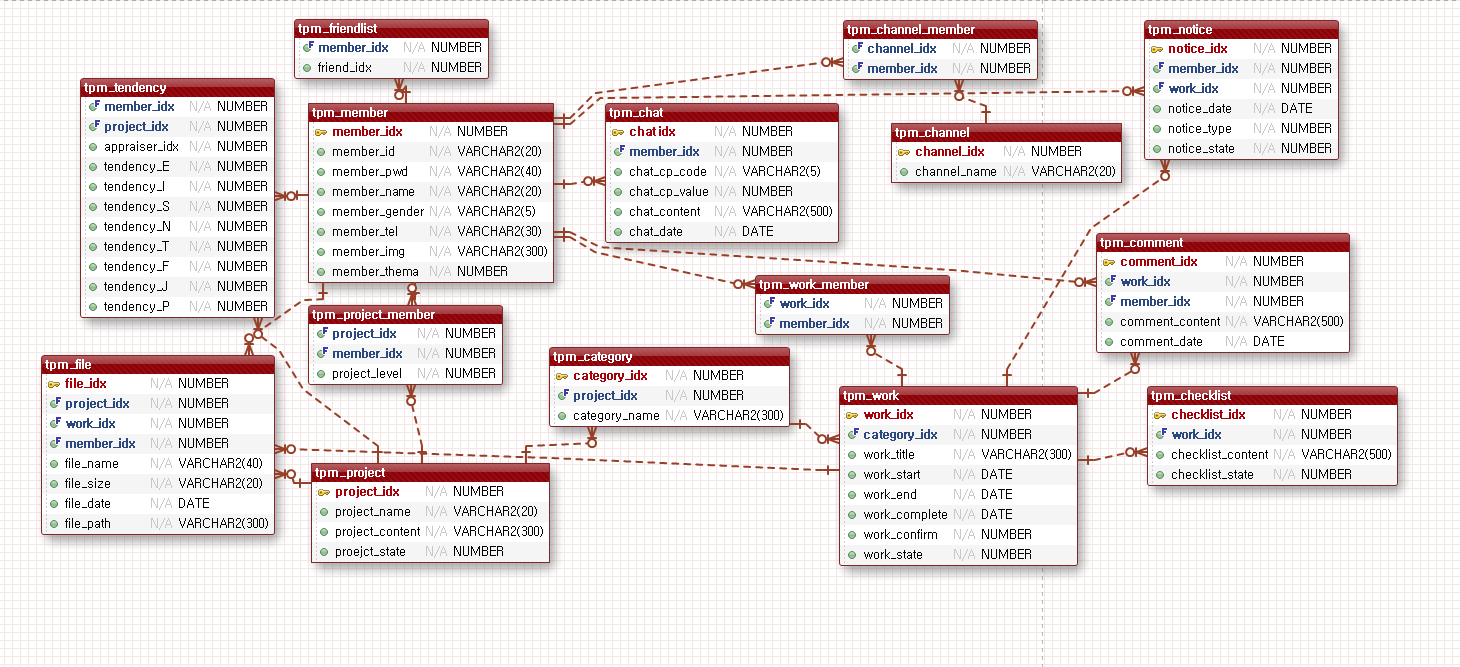 tpm_friendlist
member_idx N/A NUMBER
friend_idx N/A NUMBER
tpm_channel_member
channel_idx N/A NUMBER
member_idx N/A NUMBER
tpm_notice
notice_idx N/A NUMBER
member_idx N/A NUMBER
work_idx N/A NUMBER
notice_date N/A DATE
notice_type N/A NUMBER
notice_state N/A NUMBER
tpm_tendency
member_idx N/A NUMBER
project_idx N/A NUMBER
appraiser_idx N/A NUMBER
tendency_E N/A NUMBER
tendency_I N/A NUMBER
tendency_S N/A NUMBER
tendency_N N/A NUMBER
tendency_T N/A NUMBER
tendency_F N/A NUMBER
tendency_J N/A NUMBER
tendency_P N/A NUMBER
tpm_member
member_idx N/A NUMBER
member_id N/A VARCHAR2(20)
member_pwd N/A VARCHAR2(40)
member_name N/A VARCHAR2(20)
member_gender N/A VARCHAR2(5)
member_tel N/A VARCHAR2(30)
member_img N/A VARCHAR2(300)
member_thema N/A NUMBER
tpm_chat
chatidx N/A NUMBER
member_idx N/A NUMBER
chat_cp_code N/A VARCHAR2(5)
chat_cp_value N/A NUMBER
chat_content N/A VARCHAR2(500)
chat_date N/A DATE
tpm_channel
channel_idx N/A NUMBER
channel_name N/A VARCHAR2(20)
tpm_comment
comment_idx N/A NUMBER
work_idx N/A NUMBER
member_idx N/A NUMBER
comment_content N/A VARCHAR2(500)
comment_date N/A DATE
tpm_work_member
work_idx N/A NUMBER
member_idx N/A NUMBER
tpm_project_member
project_idx N/A NUMBER
member_idx N/A NUMBER
project_level N/A NUMBER
tpm_category
category_idx N/A NUMBER
project_idx N/A NUMBER
category_name N/A VARCHAR2(300)
tpm_file
file_idx N/A NUMBER
project_idx N/A NUMBER
work_idx N/A NUMBER
member_idx N/A NUMBER
file_name N/A VARCHAR2(40)
file_size N/A VARCHAR2(20)
file_date N/A DATE
file_path N/A VARCHAR2(300)
tpm_work
work_idx N/A NUMBER
category_idx N/A NUMBER
work_title N/A VARCHAR2(300)
work_start N/A DATE
work_end N/A DATE
work_complete N/A DATE
work_confirm N/A NUMBER
work_state N/A NUMBER
tpm_checklist
checklist_idx N/A NUMBER
work_idx N/A NUMBER
checklist_content N/A VARCHAR2(500)
checklist_state N/A NUMBER
tpm_project
project_idx N/A NUMBER
project_name N/A VARCHAR2(20)
project_content N/A VARCHAR2(300)
proejct_state N/A NUMBER